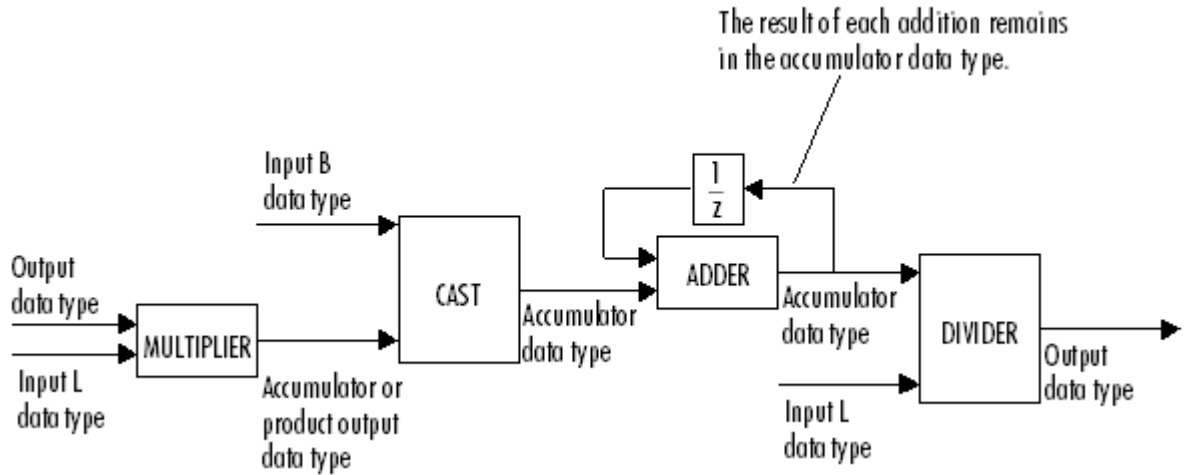 The result of each addition remains
in the accumulator data type.
Input B
data type
1
z
Output
data type
CAST
ADDER
MULTIPLIER
Accumulator
data type
Accumulator
data type
DIVIDER
Input L
data type
Accumulator or
product output
data type
Input L
data type
Output
data type